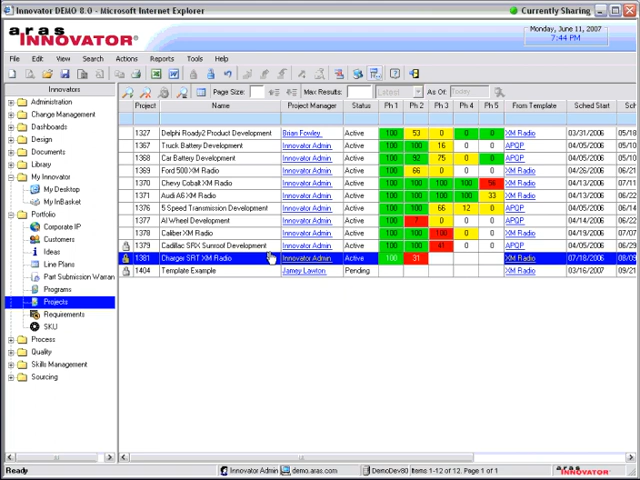 Innovator DEMO 8.0 - Microsoft Internet Explorer
Currently Sharing
aras
INNOVATOR®
Monday, June 11, 2007
7:44 PM
File Edit View Search Actions Reports Tools Help
Page Size: Max Results: Latest As Of: Today
Innovators
Administration
Change Management
Dashboards
Design
Documents
Library
My Innovator
My Desktop
My InBasket
Portfolio
Corporate IP
Customers
Ideas
Line Plans
Part Submission Warran
Programs
Projects
Requirements
SKU
Process
Quality
Skills Management
Sourcing
Project Name Project Manager Status Ph 1 Ph 2 Ph 3 Ph 4 Ph 5 From Template Sched Start Sch
1327 Delphi Roady2 Product Development Brian Fowley Active 100 53 0 0 0 XM Radio 03/31/2006 05/18
1367 Truck Battery Development Innovator Admin Active 100 100 16 0 0 APQP 04/05/2006
1368 Car Battery Development Innovator Admin Active 100 92 75 0 0 APQP 04/05/2006
1369 Ford 500 XM Radio Innovator Admin Active 100 66 0 0 0 XM Radio 04/26/2006
1370 Chevy Cobalt XM Radio Innovator Admin Active 100 100 100 100 XM Radio 04/13/2006 07/11
1371 Audi A6 XM Radio Innovator Admin Active 100 100 100 100 33 XM Radio 04/13/2006
1376 5 Speed Transmission Development Innovator Admin Active 100 100 66 12 0 APQP 04/05/2006
1377 Al Wheel Development Innovator Admin Active 100 7 0 0 0 APQP 04/05/2006
1378 Caliber XM Radio Innovator Admin Active 100 100 100 0 0 XM Radio 04/13/2006
1379 Cadillac SRX Sunroof Development Innovator Admin Active 100 100 41 0 0 APQP 04/05/2006
1381 Charger SRT XM Radio Innovator Admin Active 100 31 XM Radio 07/18/2006
1404 Template Example Jamey Lawton Pending XM Radio 03/16/2007
Ready Innovator Admin demo.aras.com DemoDev80 Items 1-12 of 12. Page 1 of 1 aras INNOVATOR